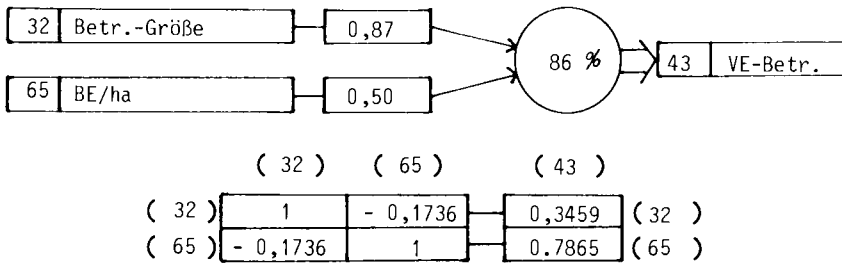 32 Betr.-Größe 0,87
86 % 43 VE-Betr.
65 BE/ha 0,50
( 32 ) ( 65 ) ( 43 )
( 32 ) 1 - 0,1736 0,3459 ( 32 )
( 65 ) - 0,1736 1 0.7865 ( 65 )